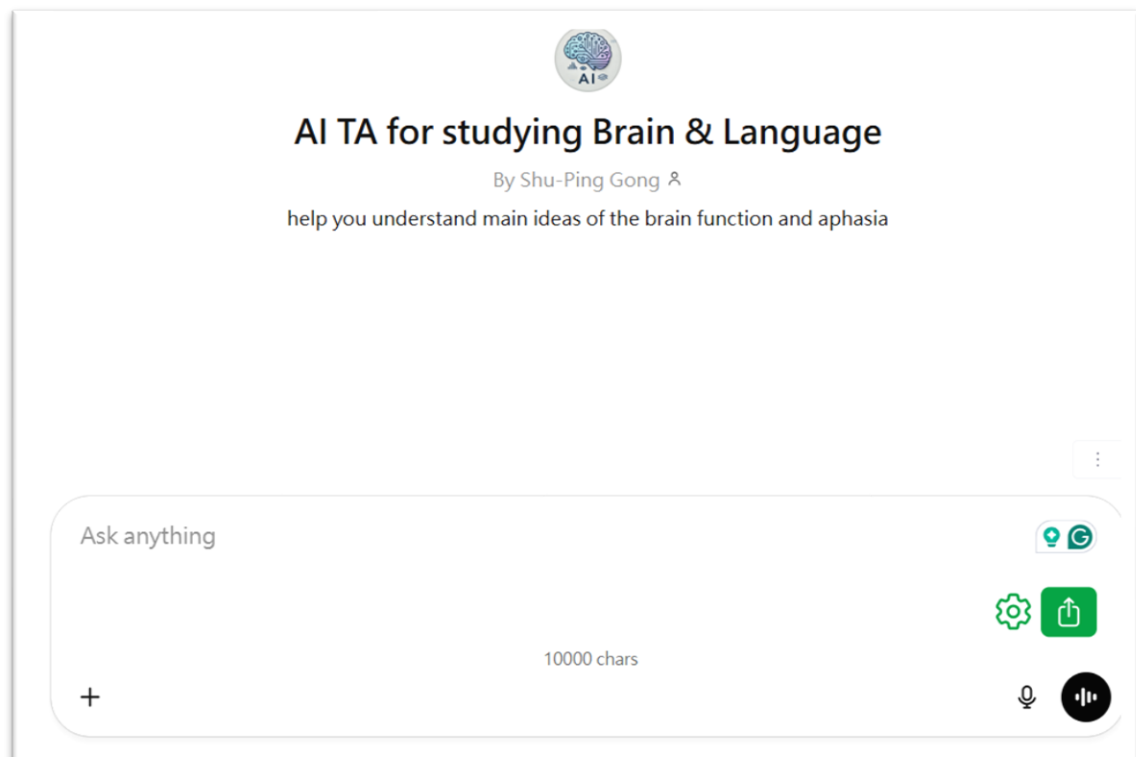 AI
AI TA for studying Brain & Language
By Shu-Ping Gong
help you understand main ideas of the brain function and aphasia
Ask anything
10000 chars